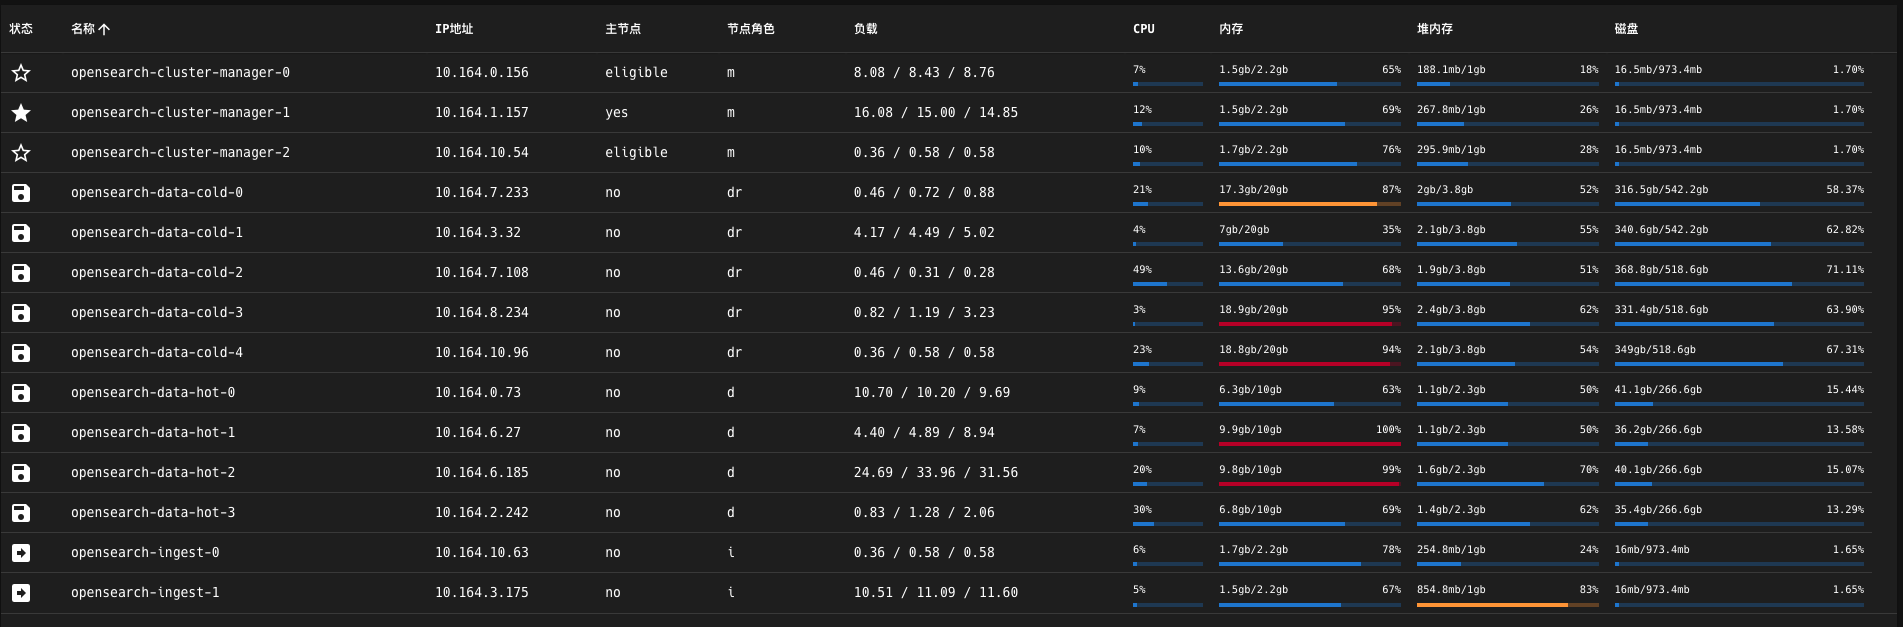 状态 名称 IP地址 主节点 节点角色 负载 CPU 内存 堆内存 磁盘
opensearch-cluster-manager-0 10.164.0.156 eligible m 8.08 / 8.43 / 8.76 7% 1.5gb/2.2gb 65% 188.1mb/1gb 18% 16.5mb/973.4mb 1.70%
opensearch-cluster-manager-1 10.164.1.157 yes m 16.08 / 15.00 / 14.85 12% 1.5gb/2.2gb 69% 267.8mb/1gb 26% 16.5mb/973.4mb 1.70%
opensearch-cluster-manager-2 10.164.10.54 eligible m 0.36 / 0.58 / 0.58 10% 1.7gb/2.2gb 76% 295.9mb/1gb 28% 16.5mb/973.4mb 1.70%
opensearch-data-cold-0 10.164.7.233 no dr 0.46 / 0.72 / 0.88 21% 17.3gb/20gb 87% 2gb/3.8gb 52% 316.5gb/542.2gb 58.37%
opensearch-data-cold-1 10.164.3.32 no dr 4.17 / 4.49 / 5.02 4% 7gb/20gb 35% 2.1gb/3.8gb 55% 340.6gb/542.2gb 62.82%
opensearch-data-cold-2 10.164.7.108 no dr 0.46 / 0.31 / 0.28 49% 13.6gb/20gb 68% 1.9gb/3.8gb 51% 368.8gb/518.6gb 71.11%
opensearch-data-cold-3 10.164.8.234 no dr 0.82 / 1.19 / 3.23 3% 18.9gb/20gb 95% 2.4gb/3.8gb 62% 331.4gb/518.6gb 63.90%
opensearch-data-cold-4 10.164.10.96 no dr 0.36 / 0.58 / 0.58 23% 18.8gb/20gb 94% 2.1gb/3.8gb 54% 349gb/518.6gb 67.31%
opensearch-data-hot-0 10.164.0.73 no d 10.70 / 10.20 / 9.69 9% 6.3gb/10gb 63% 1.1gb/2.3gb 50% 41.1gb/266.6gb 15.44%
opensearch-data-hot-1 10.164.6.27 no d 4.40 / 4.89 / 8.94 7% 9.9gb/10gb 100% 1.1gb/2.3gb 50% 36.2gb/266.6gb 13.58%
opensearch-data-hot-2 10.164.6.185 no d 24.69 / 33.96 / 31.56 20% 9.8gb/10gb 99% 1.6gb/2.3gb 70% 40.1gb/266.6gb 15.07%
opensearch-data-hot-3 10.164.2.242 no d 0.83 / 1.28 / 2.06 30% 6.8gb/10gb 69% 1.4gb/2.3gb 62% 35.4gb/266.6gb 13.29%
opensearch-ingest-0 10.164.10.63 no i 0.36 / 0.58 / 0.58 6% 1.7gb/2.2gb 78% 254.8mb/1gb 24% 16mb/973.4mb 1.65%
opensearch-ingest-1 10.164.3.175 no i 10.51 / 11.09 / 11.60 5% 1.5gb/2.2gb 67% 854.8mb/1gb 83% 16mb/973.4mb 1.65%